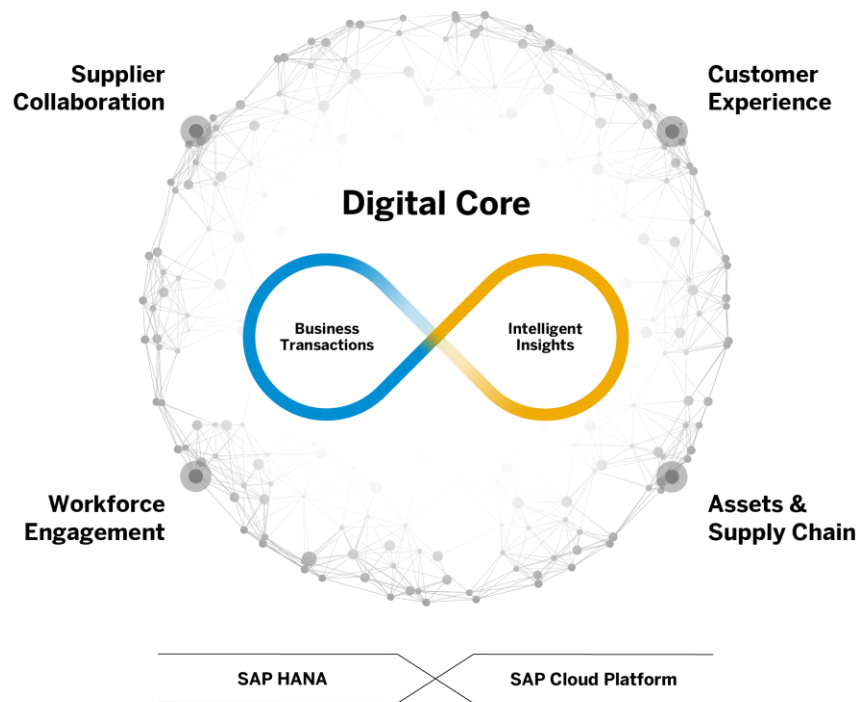 Supplier
Collaboration
Customer
Experience
Digital Core
Business
Transactions
Intelligent
Insights
Workforce
Engagement
Assets &
Supply Chain
SAP HANA
SAP Cloud Platform